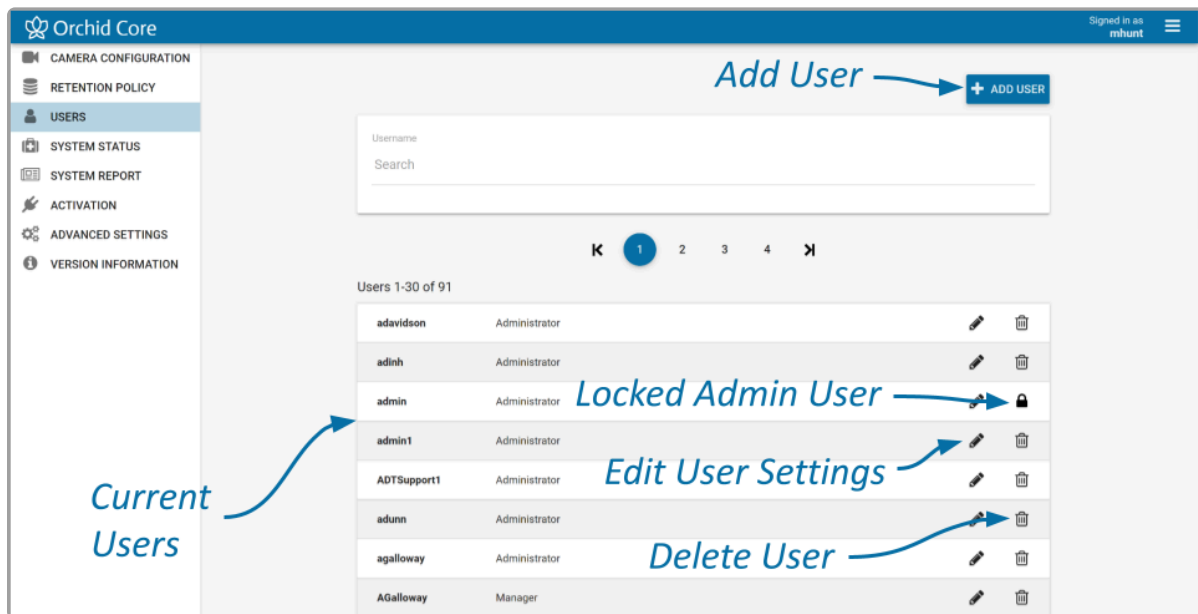 Orchid Core
Signed in as
mhunt
CAMERA CONFIGURATION
RETENTION POLICY
USERS
SYSTEM STATUS
SYSTEM REPORT
ACTIVATION
ADVANCED SETTINGS
VERSION INFORMATION
Add User
ADD USER
Username
Search
1 2 3 4
Users 1-30 of 91
adavidson Administrator
adinh Administrator
admin Administrator
Locked Admin User
admin1 Administrator
Edit User Settings
ADTSupport1 Administrator
Current
Users
adunn Administrator
Delete User
agalloway Administrator
AGalloway Manager